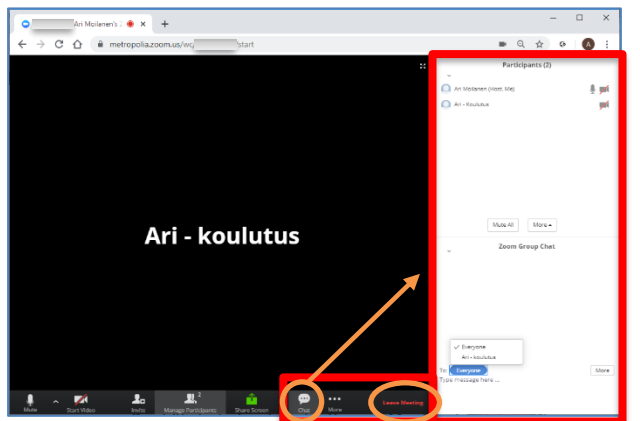 Ari Moilanen's
metropolia.zoom.us/wc/ /start
A
Participants (2)
Ari Moilanen (Host, Me)
Ari - Koulutus
Mute All More
Ari - koulutus
Zoom Group Chat
Everyone
Ari - koulutus
To: Everyone More
Type message here ...
Mute Start Video Invite 2 Manage Participants Share Screen Chat More Leave Meeting